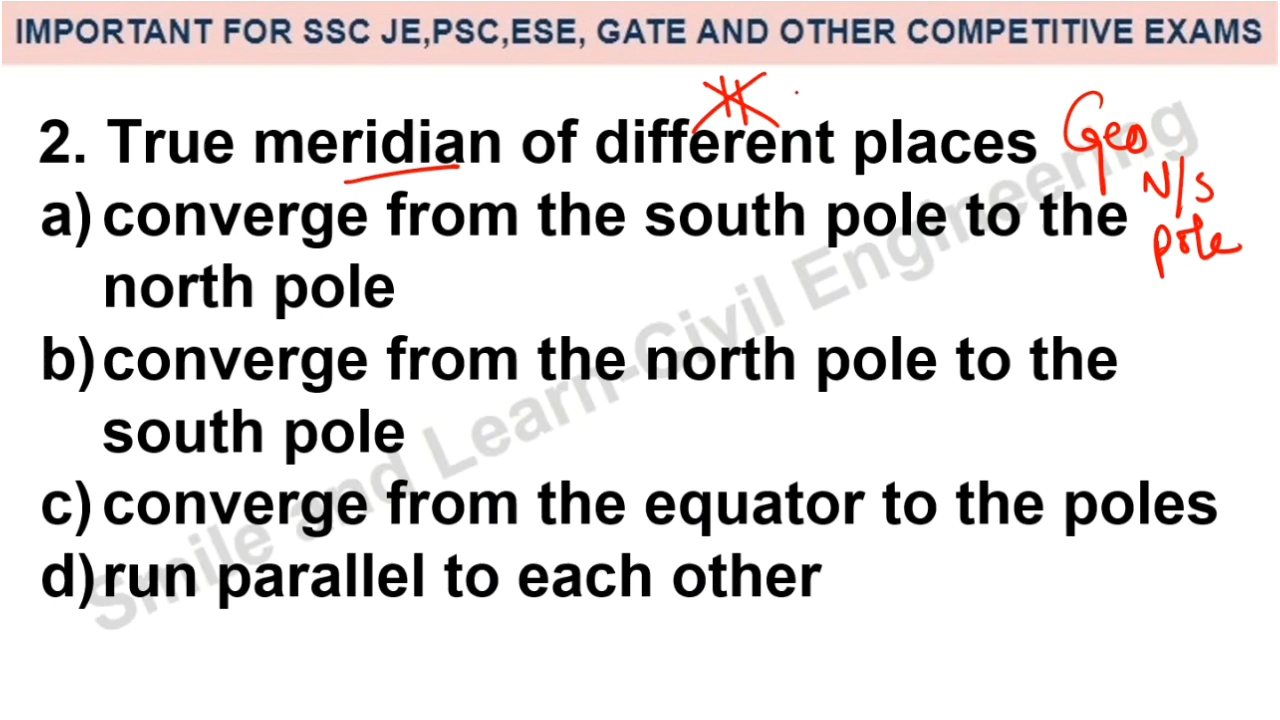 IMPORTANT FOR SSC JE,PSC,ESE, GATE AND OTHER COMPETITIVE EXAMS
2. True meridian of different places
Geo
N/S
pole
a) converge from the south pole to the
north pole
b) converge from the north pole to the
south pole
c) converge from the equator to the poles
d) run parallel to each other
Smile and Learn-Civil Engineering